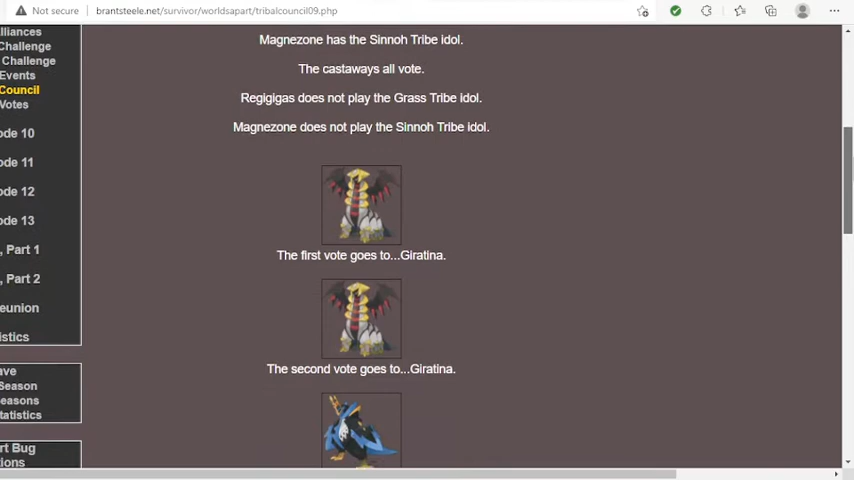 Not secure
brantsteele.net/survivor/worldsapart/tribalcouncil09.php
lliances
Challenge
Challenge
Events
Council
Votes
ode 10
ode 11
ode 12
ode 13
, Part 1
, Part 2
eunion
istics
ave
Season
easons
tatistics
rt Bug
tions
Magnezone has the Sinnoh Tribe idol.
The castaways all vote.
Regigigas does not play the Grass Tribe idol.
Magnezone does not play the Sinnoh Tribe idol.
The first vote goes to...Giratina.
The second vote goes to...Giratina.